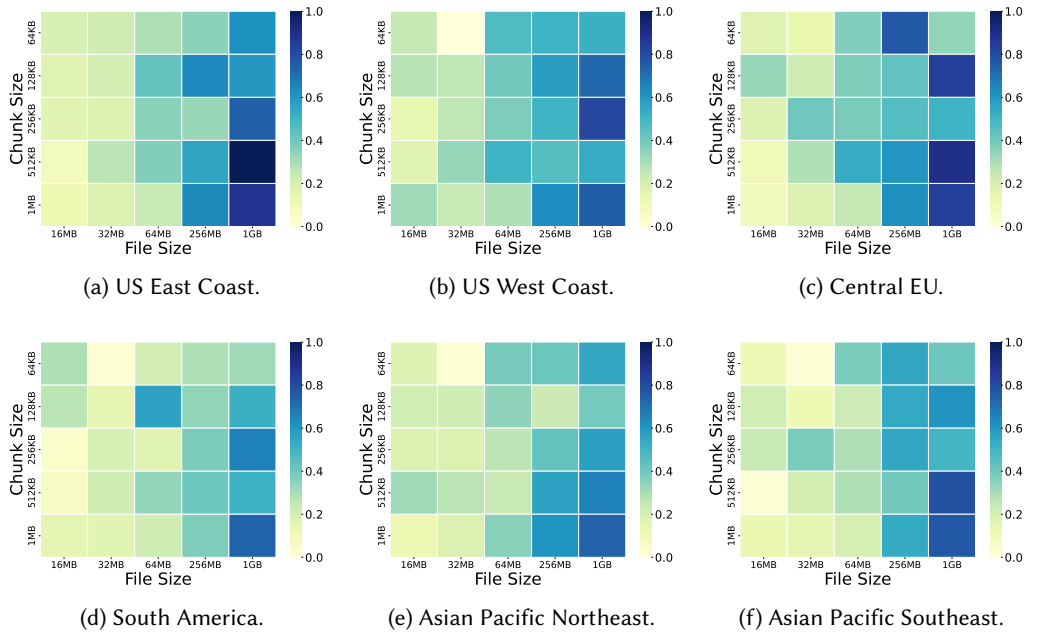 1.0
0.8
0.6
0.4
0.2
0.0
Chunk Size
64KB
128KB
256KB
512KB
1MB
16MB 32MB 64MB 256MB 1GB
File Size
(a) US East Coast.
1.0
0.8
0.6
0.4
0.2
0.0
Chunk Size
64KB
128KB
256KB
512KB
1MB
16MB 32MB 64MB 256MB 1GB
File Size
(b) US West Coast.
1.0
0.8
0.6
0.4
0.2
0.0
Chunk Size
64KB
128KB
256KB
512KB
1MB
16MB 32MB 64MB 256MB 1GB
File Size
(c) Central EU.
1.0
0.8
0.6
0.4
0.2
0.0
Chunk Size
64KB
128KB
256KB
512KB
1MB
16MB 32MB 64MB 256MB 1GB
File Size
(d) South America.
1.0
0.8
0.6
0.4
0.2
0.0
Chunk Size
64KB
128KB
256KB
512KB
1MB
16MB 32MB 64MB 256MB 1GB
File Size
(e) Asian Pacific Northeast.
1.0
0.8
0.6
0.4
0.2
0.0
Chunk Size
64KB
128KB
256KB
512KB
1MB
16MB 32MB 64MB 256MB 1GB
File Size
(f) Asian Pacific Southeast.